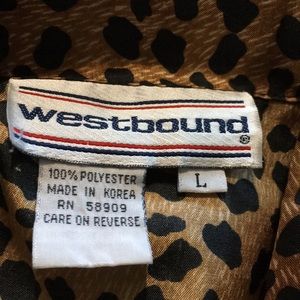 westbound®
L
100% POLYESTER
MADE IN KOREA
RN 58909
CARE ON REVERSE